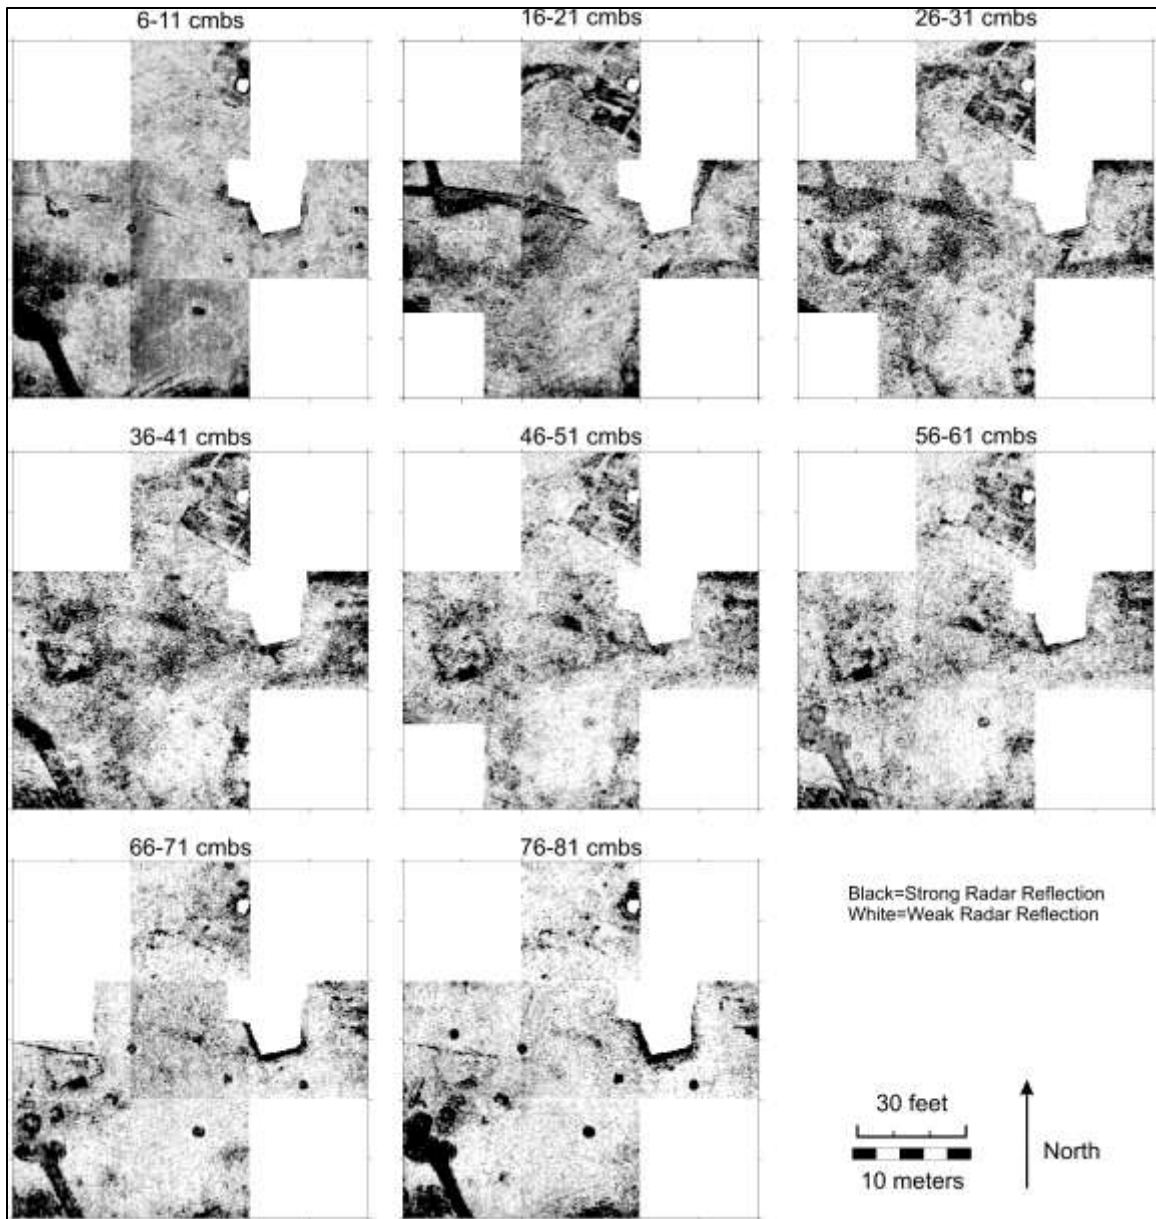 6-11 cmbs
16-21 cmbs
26-31 cmbs
36-41 cmbs
46-51 cmbs
56-61 cmbs
66-71 cmbs
76-81 cmbs
Black=Strong Radar Reflection
White=Weak Radar Reflection
30 feet
10 meters
North